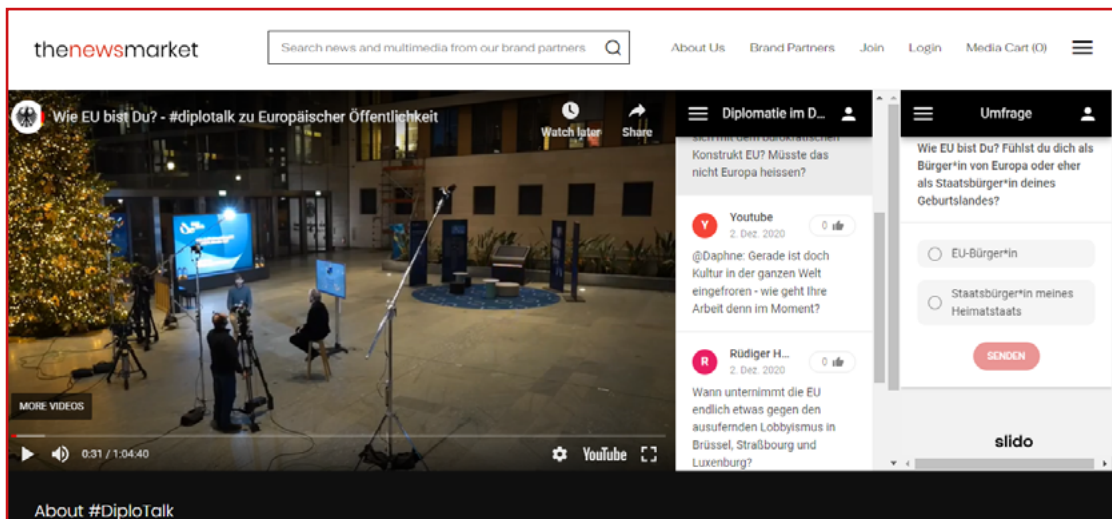 thenewsmarket
Search news and multimedia from our brand partners
About Us
Brand Partners
Join
Login
Media Cart (0)
Wie EU bist Du? - #diplotalk zu Europäischer Öffentlichkeit
Watch later
Share
MORE VIDEOS
0:31 / 1:04:40
YouTube
Diplomatie im D...
sich mit dem bürokratischen
Konstrukt EU? Müsste das
nicht Europa heissen?
Y
Youtube
2. Dez. 2020
0
@Daphne: Gerade ist doch
Kultur in der ganzen Welt
eingefroren - wie geht Ihre
Arbeit denn im Moment?
R
Rüdiger H...
2. Dez. 2020
0
Wann unternimmt die EU
endlich etwas gegen den
ausufernden Lobbyismus in
Brüssel, Straßbourg und
Luxenburg?
Umfrage
Wie EU bist Du? Fühlst du dich als
Bürger*in von Europa oder eher
als Staatsbürger*in deines
Geburtslandes?
EU-Bürger*in
Staatsbürger*in meines
Heimatstaats
SENDEN
slido
About #DiploTalk